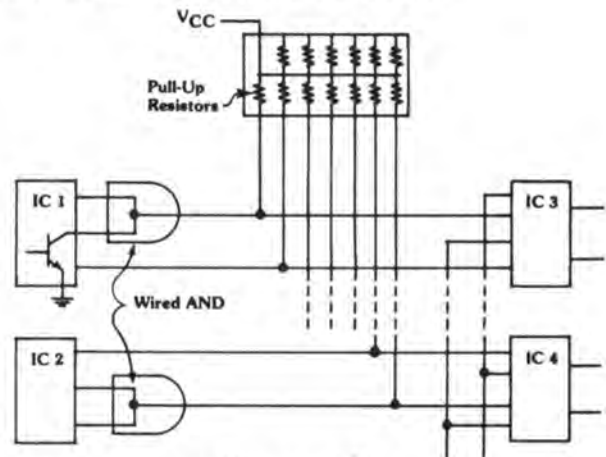 VCC
Pull-Up
Resistors
IC 1
IC 3
Wired AND
IC 2
IC 4